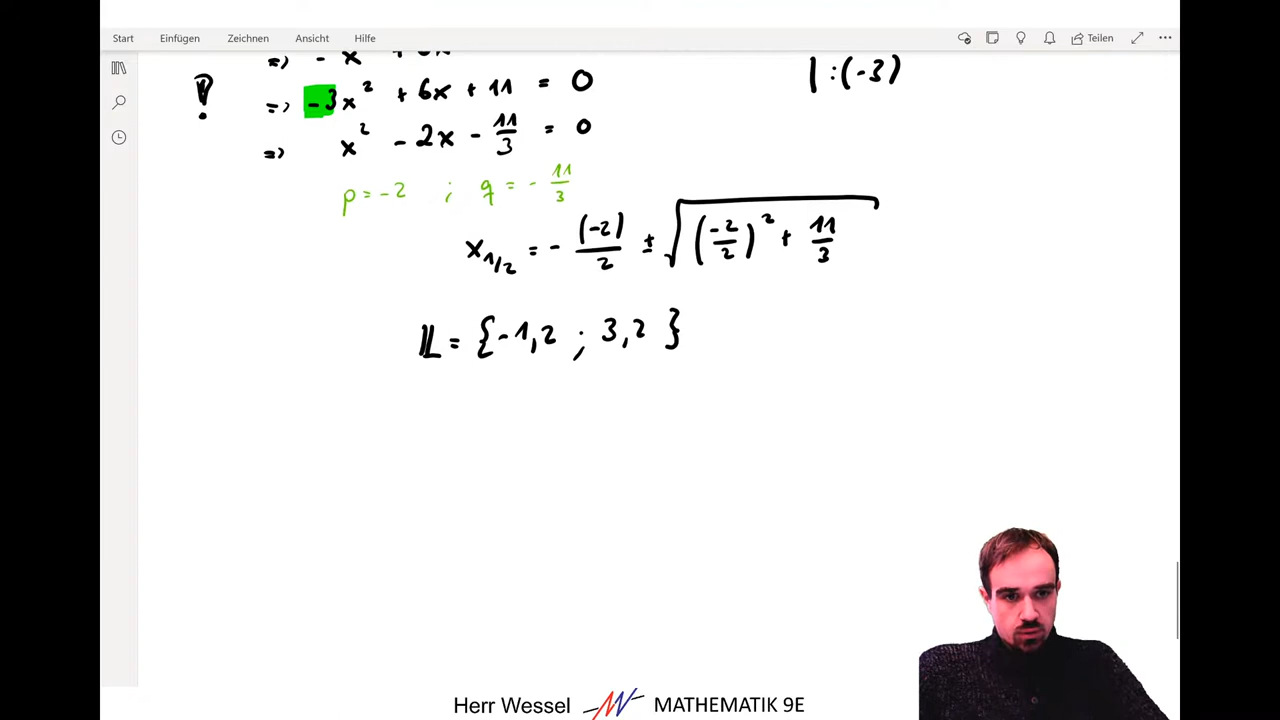 Start Einfügen Zeichnen Ansicht Hilfe Teilen
=> - x
=> -3x² + 6x + 11 = 0 | :(-3)
!
=> x² - 2x - 11/3 = 0
p = -2 ; q = - 11/3
x₁/₂ = - (-2)/2 ± √((-2/2)² + 11/3)
𝕃 = {-1,2 ; 3,2}
Herr Wessel MATHEMATIK 9E